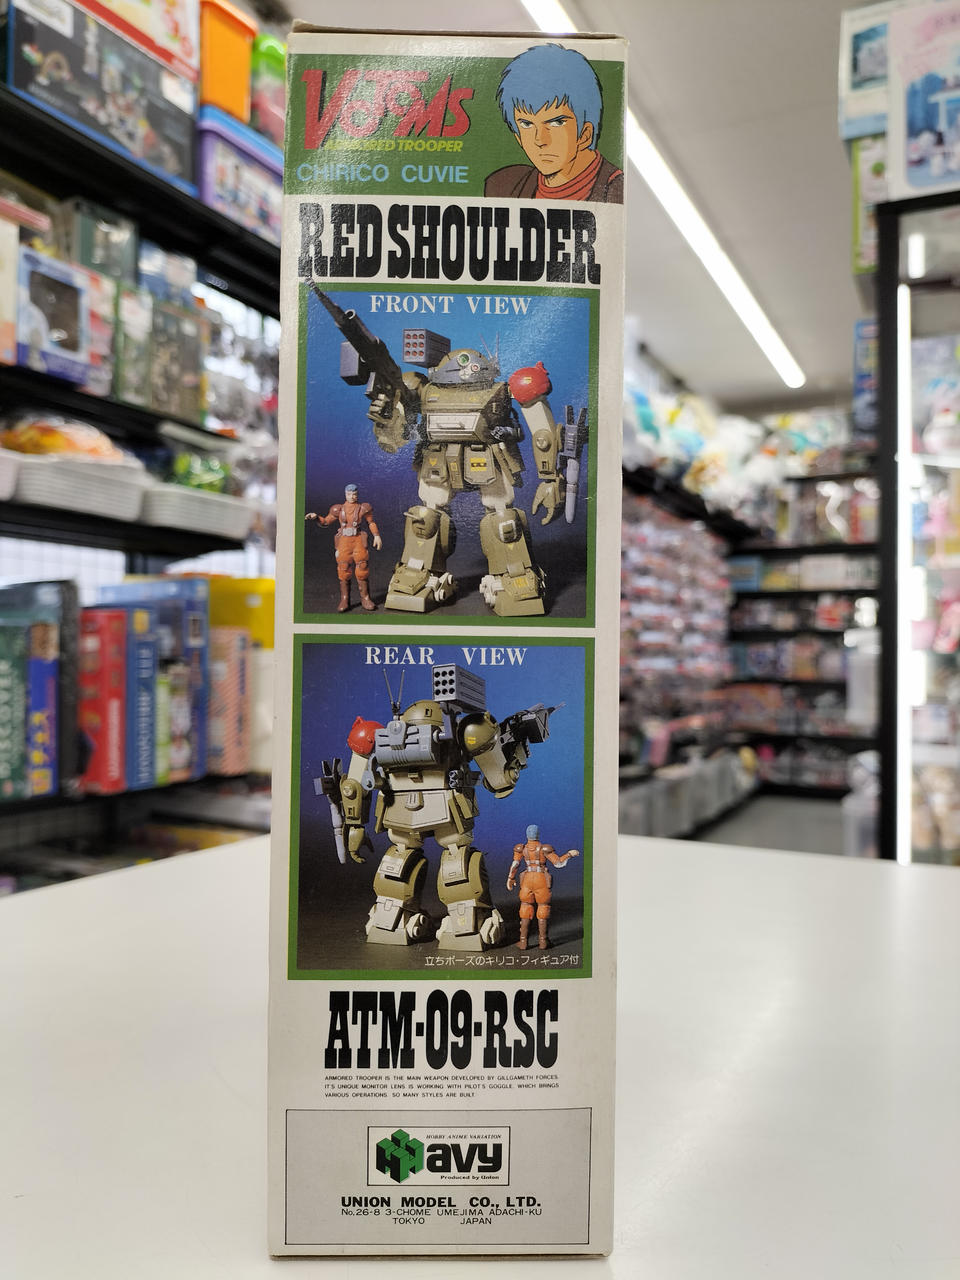 VOTOMS
ARMORED TROOPER
CHIRICO CUVIE
RED SHOULDER
FRONT VIEW
REAR VIEW
立ちポーズのキリコ・フィギュア付
ATM-09-RSC
ARMORED TROOPER IS THE MAIN WEAPON DEVELOPED BY GILLGAMETH FORCES.
IT'S UNIQUE MONITOR LENS IS WORKING WITH PILOT'S GOGGLE, WHICH BRINGS
VARIOUS OPERATIONS. SO MANY STYLES ARE BUILT.
HOBBY ANIME VARIATION
Havy
Produced by Union
UNION MODEL CO., LTD.
No.26-8 3-CHOME UMEJIMA ADACHI-KU
TOKYO JAPAN